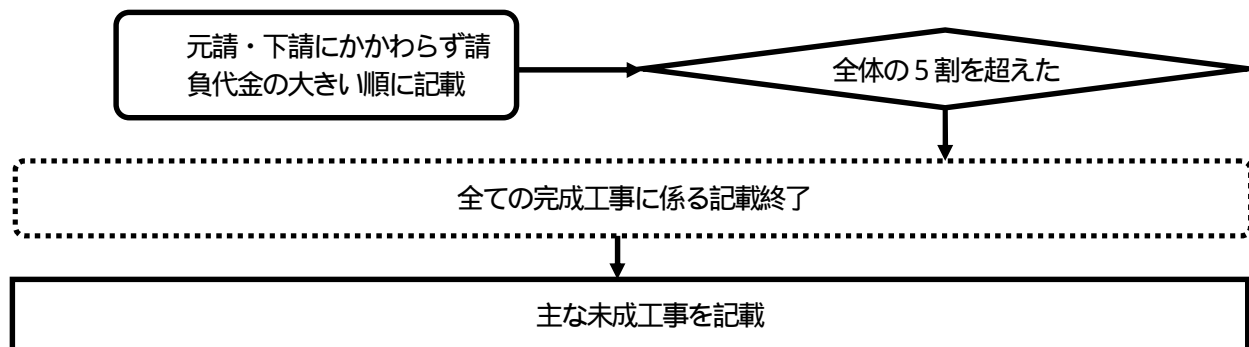 元請・下請にかかわらず請
負代金の大きい順に記載
全体の5割を超えた
全ての完成工事に係る記載終了
主な未成工事を記載